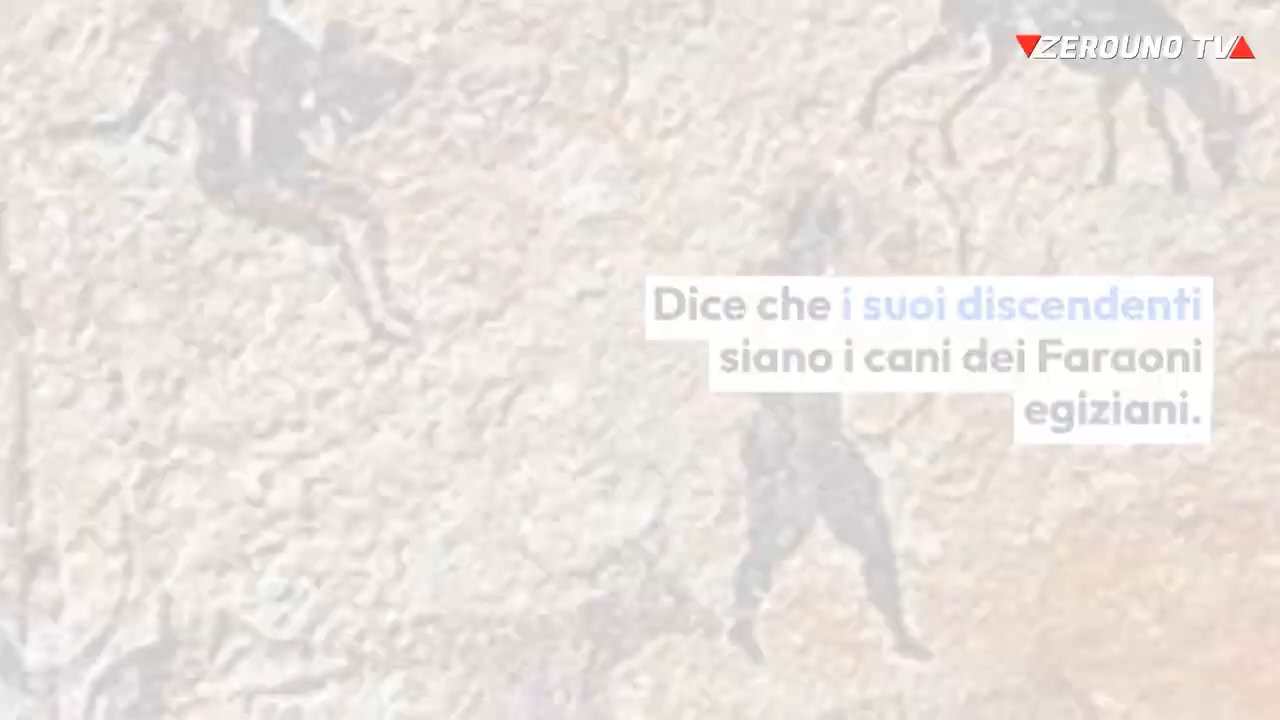 ZEROUNO TV
Dice che i suoi discendenti
siano i cani dei Faraoni
egiziani.